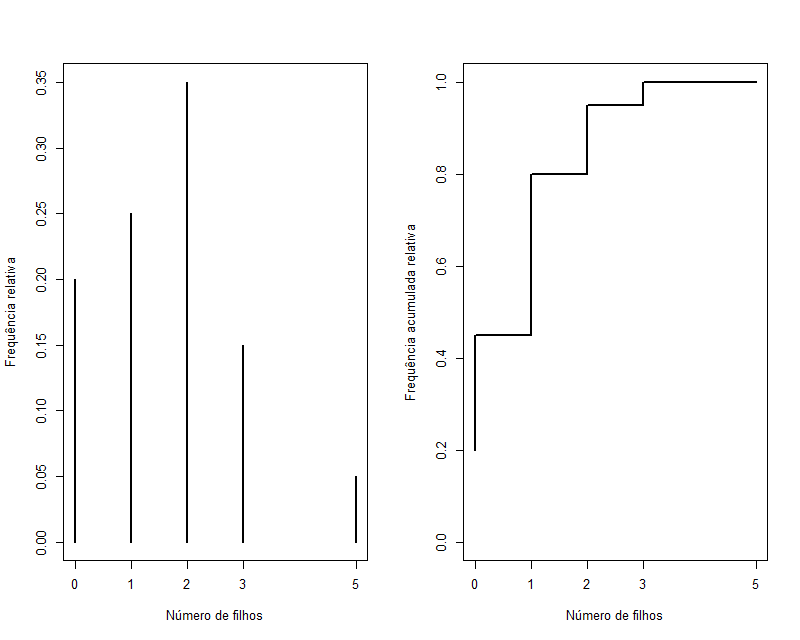 Frequência relativa
0.35
0.30
0.25
0.20
0.15
0.10
0.05
0.00
0 1 2 3 5
Número de filhos
Frequência acumulada relativa
1.0
0.8
0.6
0.4
0.2
0.0
0 1 2 3 5
Número de filhos